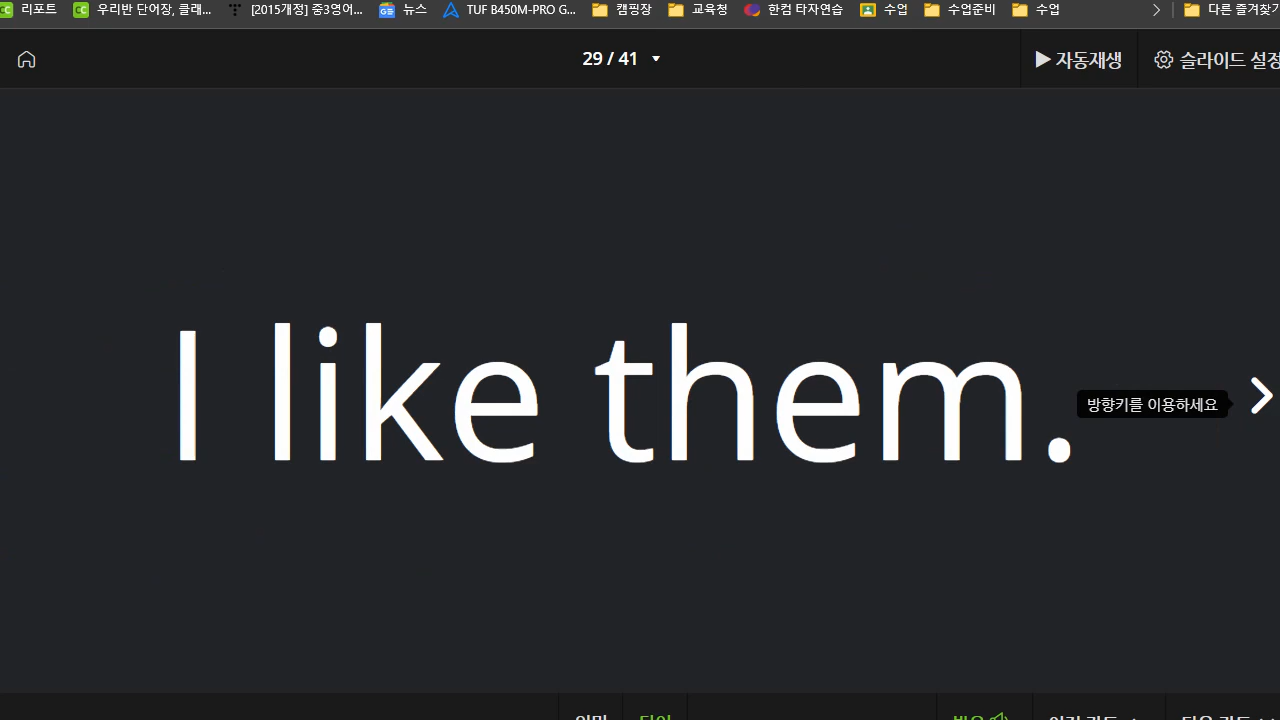 리포트 우리반 단어장, 클래... [2015개정] 중3영어... 뉴스 TUF B450M-PRO G... 캠핑장 교육청 한컴 타자연습 수업 수업준비 수업 다른 즐겨찾기
29 / 41 ▶ 자동재생 슬라이드 설정
I like them.
방향키를 이용하세요